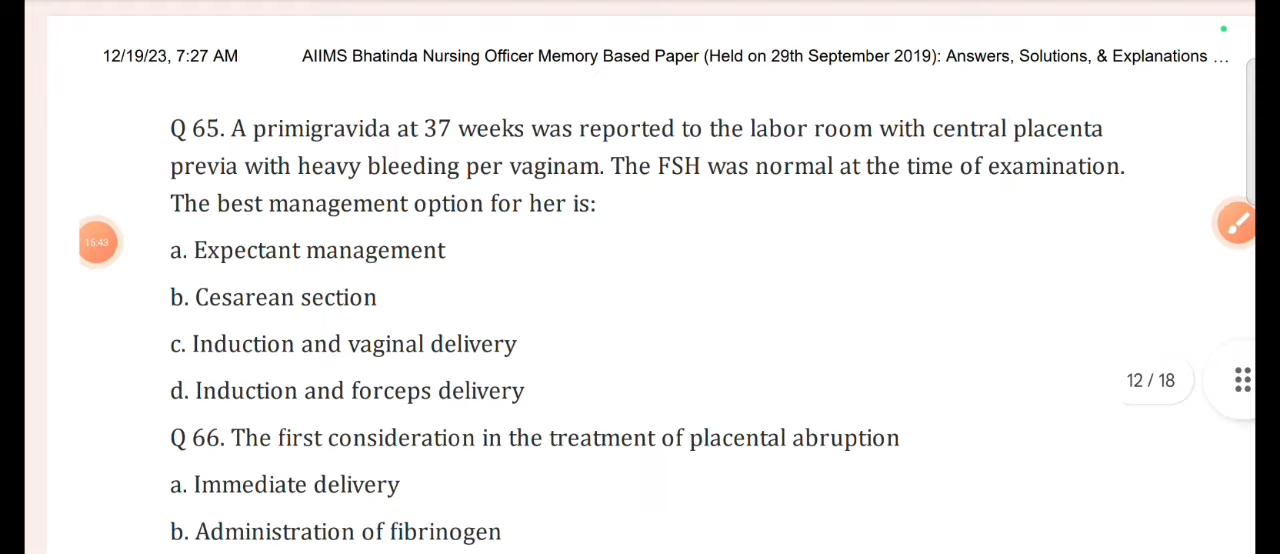 12/19/23, 7:27 AM AIIMS Bhatinda Nursing Officer Memory Based Paper (Held on 29th September 2019): Answers, Solutions, & Explanations ...
Q 65. A primigravida at 37 weeks was reported to the labor room with central placenta
previa with heavy bleeding per vaginam. The FSH was normal at the time of examination.
The best management option for her is:
15:43
a. Expectant management
b. Cesarean section
c. Induction and vaginal delivery
12 / 18
d. Induction and forceps delivery
Q 66. The first consideration in the treatment of placental abruption
a. Immediate delivery
b. Administration of fibrinogen